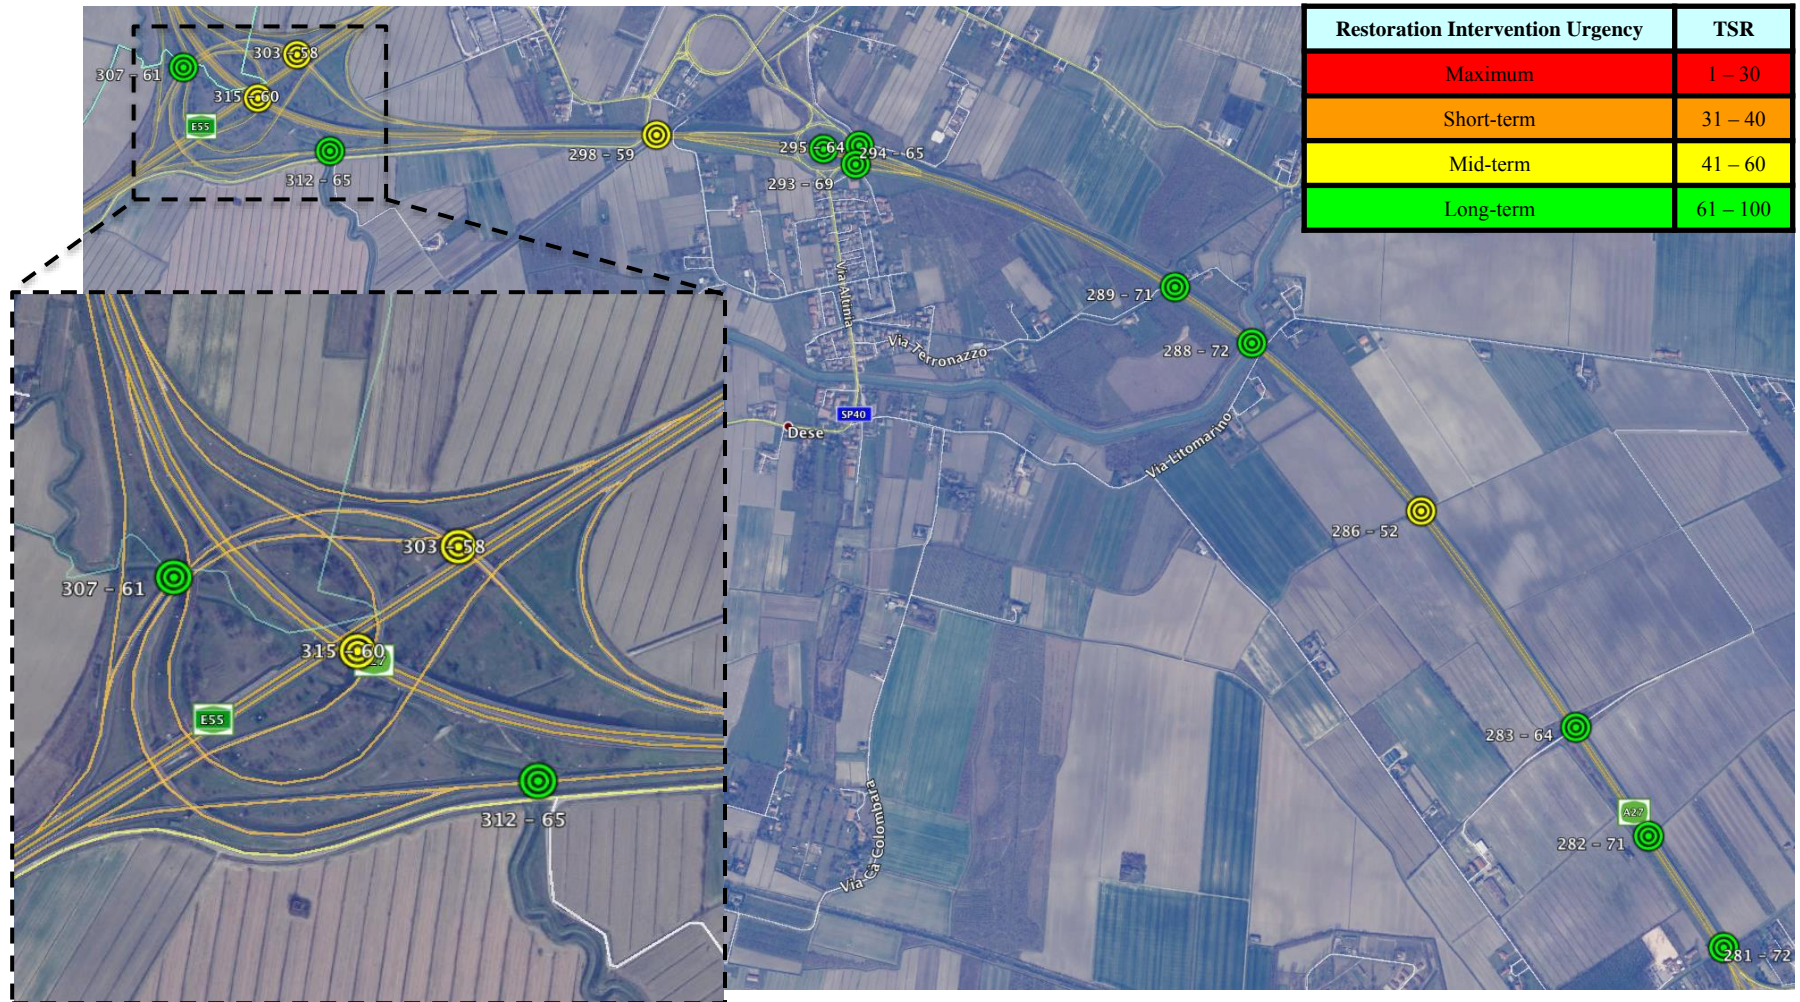 Restoration Intervention Urgency TSR
Maximum 1 – 30
Short-term 31 – 40
Mid-term 41 – 60
Long-term 61 – 100
303 – 58
307 – 61
315 – 60
E55
312 – 65
298 – 59
295 – 64
294 – 65
293 – 69
289 – 71
288 – 72
Via Altinia
Via Terronazzo
SP40
Dese
Via Litomarino
286 – 52
283 – 64
A27
282 – 71
281 – 72
Via Cà Colombara
303 – 58
307 – 61
315 – 60
E55
312 – 65